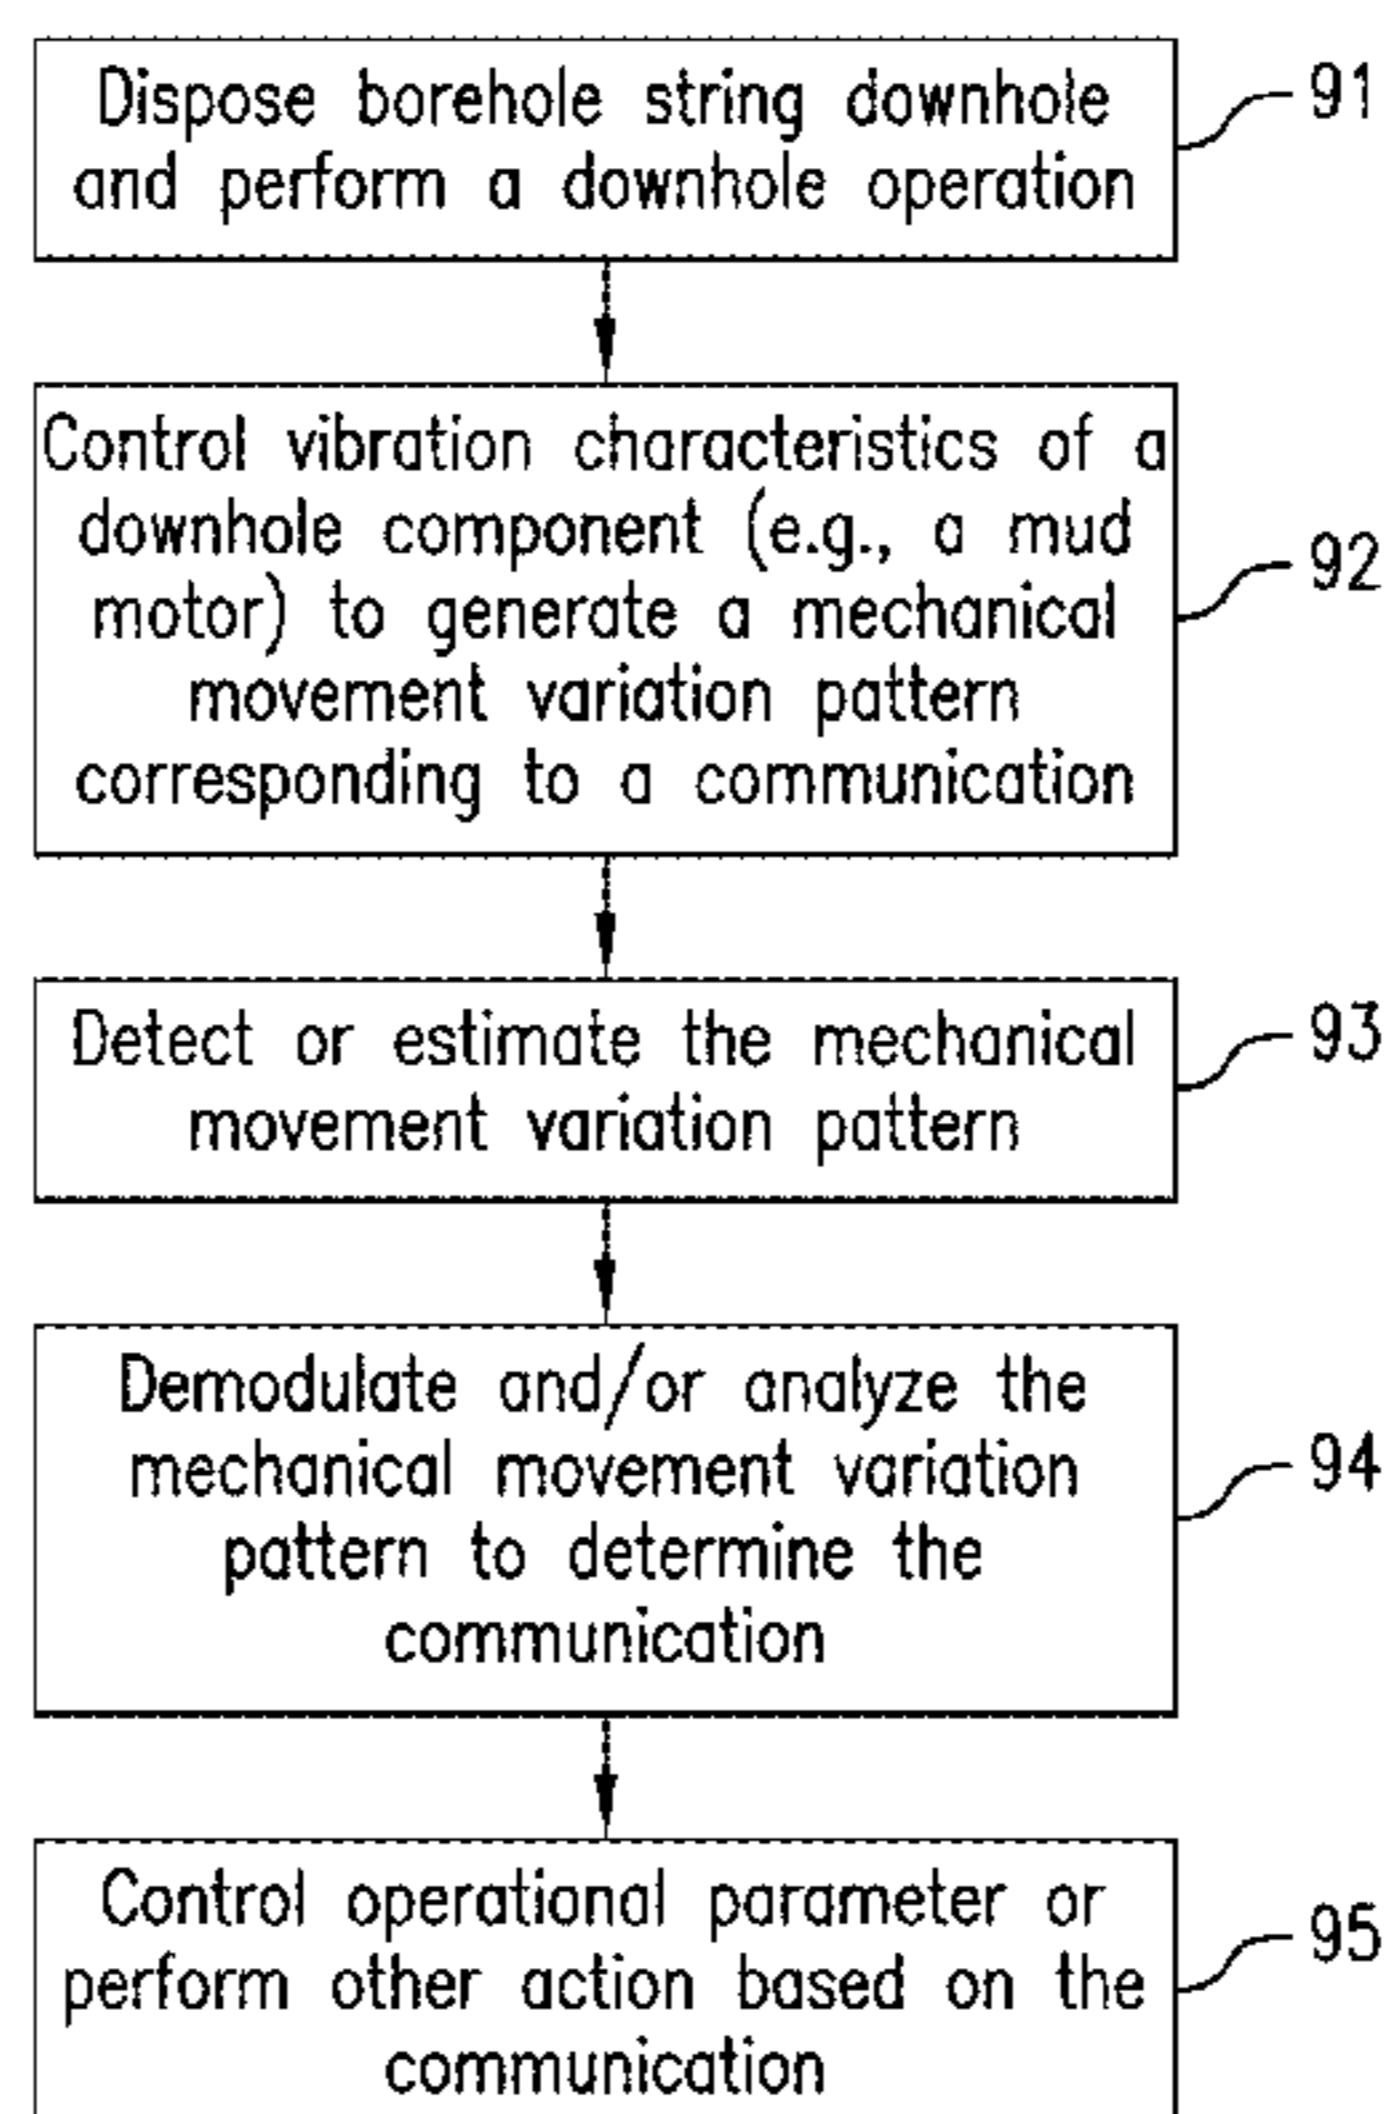 Dispose borehole string downhole
and perform a downhole operation
91
Control vibration characteristics of a
downhole component (e.g., a mud
motor) to generate a mechanical
movement variation pattern
corresponding to a communication
92
Detect or estimate the mechanical
movement variation pattern
93
Demodulate and/or analyze the
mechanical movement variation
pattern to determine the
communication
94
Control operational parameter or
perform other action based on the
communication
95